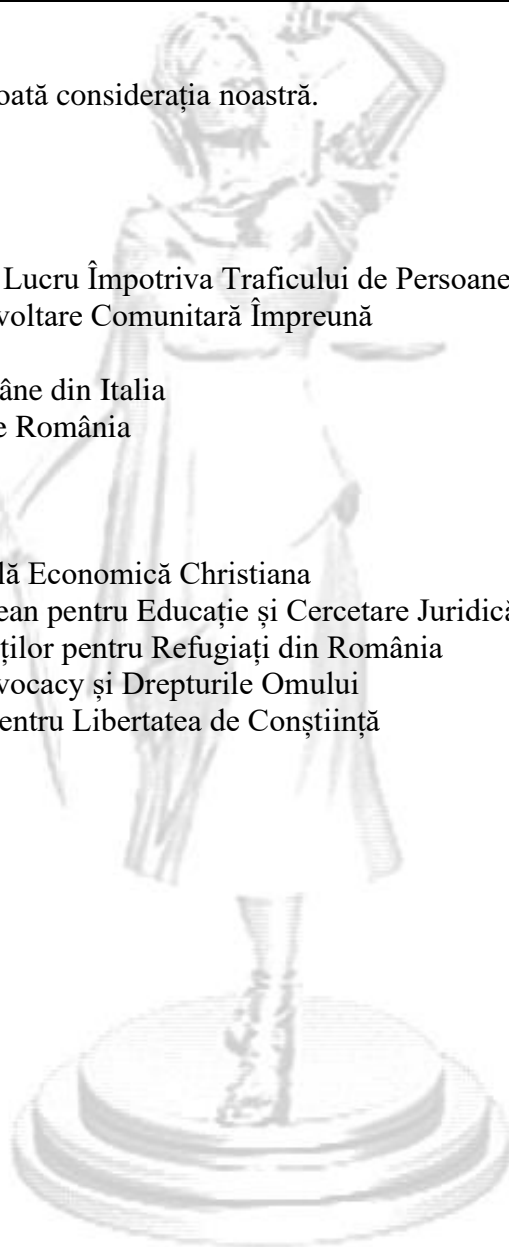 oată considerația noastră.
Lucru Împotriva Traficului de Persoane
voltare Comunitară Împreună
âne din Italia
e România
lă Economică Christiana
ean pentru Educație și Cercetare Juridică
ților pentru Refugiați din România
vocacy și Drepturile Omului
entru Libertatea de Conștiință